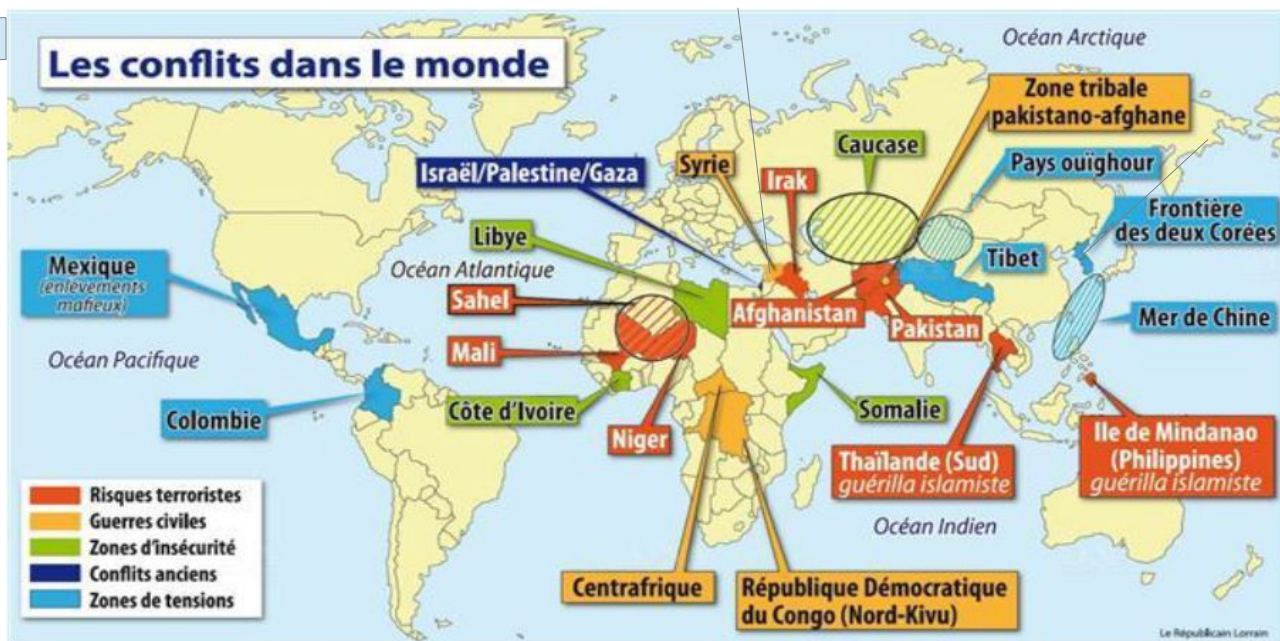 Les conflits dans le monde
Océan Arctique
Zone tribale
pakistano-afghane
Caucase
Pays ouïghour
Israël/Palestine/Gaza
Syrie
Irak
Frontière
des deux Corées
Libye
Tibet
Mexique
(enlèvements
mafieux)
Océan Atlantique
Sahel
Afghanistan
Pakistan
Mer de Chine
Océan Pacifique
Mali
Colombie
Côte d'Ivoire
Niger
Somalie
Thaïlande (Sud)
guérilla islamiste
Ile de Mindanao
(Philippines)
guérilla islamiste
Océan Indien
Risques terroristes
Guerres civiles
Zones d'insécurité
Conflits anciens
Zones de tensions
Centrafrique
République Démocratique
du Congo (Nord-Kivu)
Le Républicain Lorrain